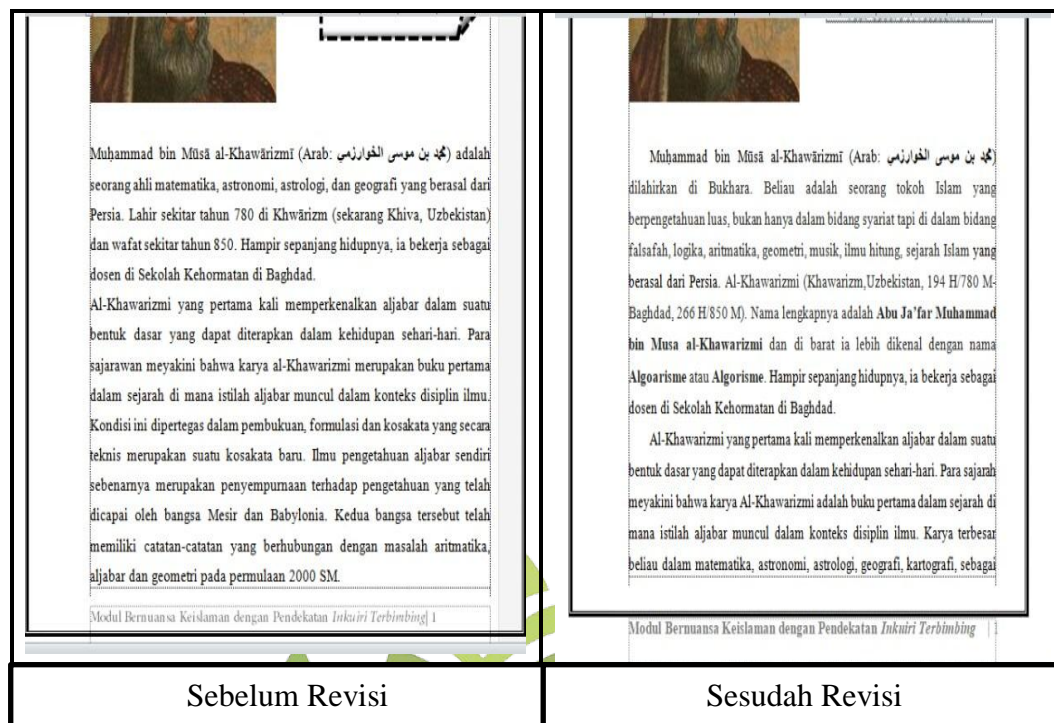 Muḥammad bin Mūsā al-Khawārizmī (Arab: محمد بن موسى الخوارزمي) adalah
seorang ahli matematika, astronomi, astrologi, dan geografi yang berasal dari
Persia. Lahir sekitar tahun 780 di Khwārizm (sekarang Khiva, Uzbekistan)
dan wafat sekitar tahun 850. Hampir sepanjang hidupnya, ia bekerja sebagai
dosen di Sekolah Kehormatan di Baghdad.
Al-Khawarizmi yang pertama kali memperkenalkan aljabar dalam suatu
bentuk dasar yang dapat diterapkan dalam kehidupan sehari-hari. Para
sajarawan meyakini bahwa karya al-Khawarizmi merupakan buku pertama
dalam sejarah di mana istilah aljabar muncul dalam konteks disiplin ilmu.
Kondisi ini dipertegas dalam pembukuan, formulasi dan kosakata yang secara
teknis merupakan suatu kosakata baru. Ilmu pengetahuan aljabar sendiri
sebenarnya merupakan penyempurnaan terhadap pengetahuan yang telah
dicapai oleh bangsa Mesir dan Babylonia. Kedua bangsa tersebut telah
memiliki catatan-catatan yang berhubungan dengan masalah aritmatika,
aljabar dan geometri pada permulaan 2000 SM.
Modul Bernuansa Keislaman dengan Pendekatan Inkuiri Terbimbing| 1
Sebelum Revisi
Muḥammad bin Mūsā al-Khawārizmī (Arab: محمد بن موسى الخوارزمي)
dilahirkan di Bukhara. Beliau adalah seorang tokoh Islam yang
berpengetahuan luas, bukan hanya dalam bidang syariat tapi di dalam bidang
falsafah, logika, aritmatika, geometri, musik, ilmu hitung, sejarah Islam yang
berasal dari Persia. Al-Khawarizmi (Khawarizm,Uzbekistan, 194 H/780 M-
Baghdad, 266 H/850 M). Nama lengkapnya adalah Abu Ja'far Muhammad
bin Musa al-Khawarizmi dan di barat ia lebih dikenal dengan nama
Algoarisme atau Algorisme. Hampir sepanjang hidupnya, ia bekerja sebagai
dosen di Sekolah Kehormatan di Baghdad.
Al-Khawarizmi yang pertama kali memperkenalkan aljabar dalam suatu
bentuk dasar yang dapat diterapkan dalam kehidupan sehari-hari. Para sajarah
meyakini bahwa karya Al-Khawarizmi adalah buku pertama dalam sejarah di
mana istilah aljabar muncul dalam konteks disiplin ilmu. Karya terbesar
beliau dalam matematika, astronomi, astrologi, geografi, kartografi, sebagai
Modul Bernuansa Keislaman dengan Pendekatan Inkuiri Terbimbing | 1
Sesudah Revisi